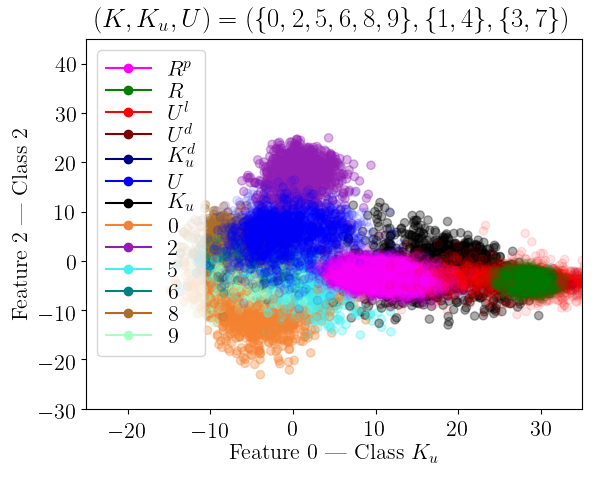 (K, K_u, U) = ({0, 2, 5, 6, 8, 9}, {1, 4}, {3, 7})
Feature 2 — Class 2
40
30
20
10
0
−10
−20
−30
R^p
R
U^l
U^d
K_u^d
U
K_u
0
2
5
6
8
9
−20 −10 0 10 20 30
Feature 0 — Class K_u